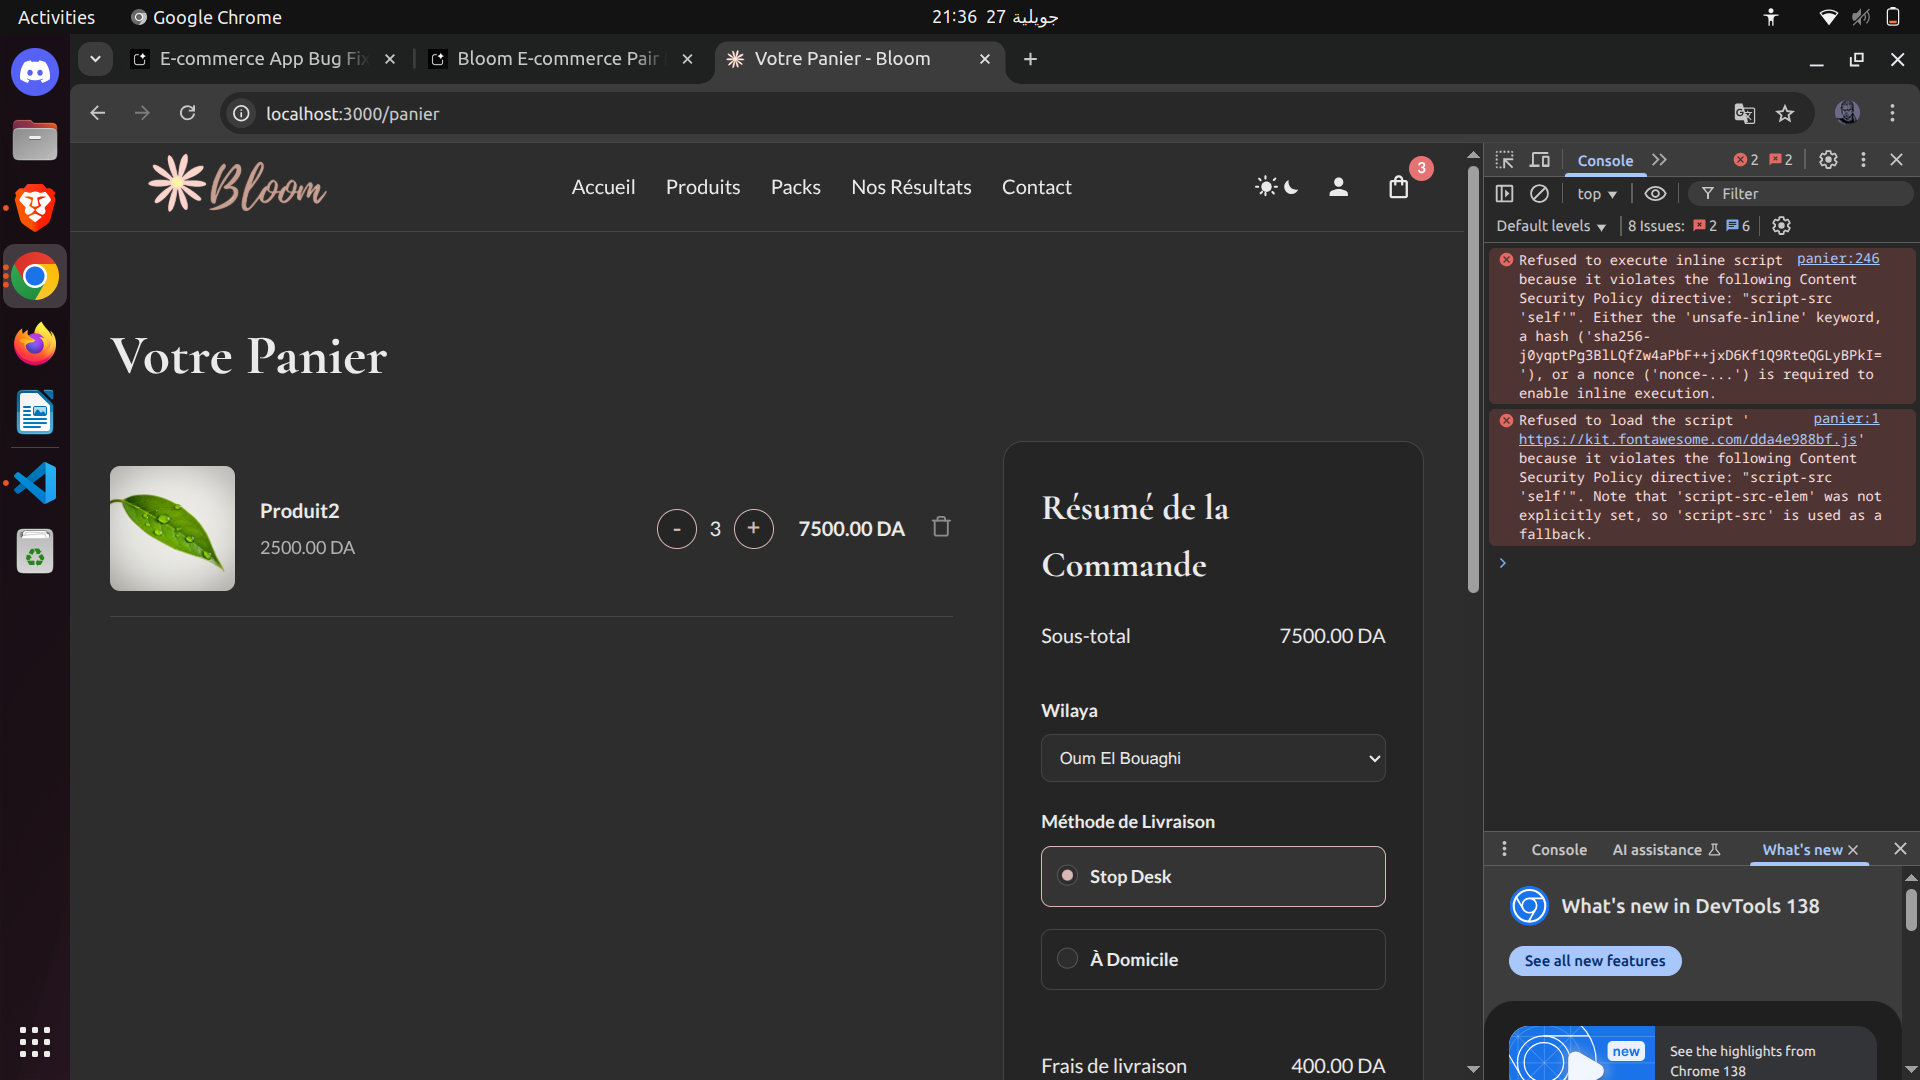 Activities
Google Chrome
21:36 27 جويلية
E-commerce App Bug Fix
Bloom E-commerce Pair
Votre Panier - Bloom
localhost:3000/panier
Bloom
Accueil
Produits
Packs
Nos Résultats
Contact
3
Votre Panier
Produit2
2500.00 DA
- 3 +
7500.00 DA
Résumé de la
Commande
Sous-total
7500.00 DA
Wilaya
Oum El Bouaghi
Méthode de Livraison
Stop Desk
À Domicile
Frais de livraison
400.00 DA
Console
2
2
top
Filter
Default levels
8 Issues:
2
6
Refused to execute inline script panier:246
because it violates the following Content
Security Policy directive: "script-src
'self'". Either the 'unsafe-inline' keyword,
a hash ('sha256-
j0yqptPg3BlLQfZw4aPbF++jxD6Kf1Q9RteQGLyBPkI=
'), or a nonce ('nonce-...') is required to
enable inline execution.
Refused to load the script ' panier:1
https://kit.fontawesome.com/dda4e988bf.js'
because it violates the following Content
Security Policy directive: "script-src
'self'". Note that 'script-src-elem' was not
explicitly set, so 'script-src' is used as a
fallback.
Console
AI assistance
What's new
What's new in DevTools 138
See all new features
new
See the highlights from
Chrome 138